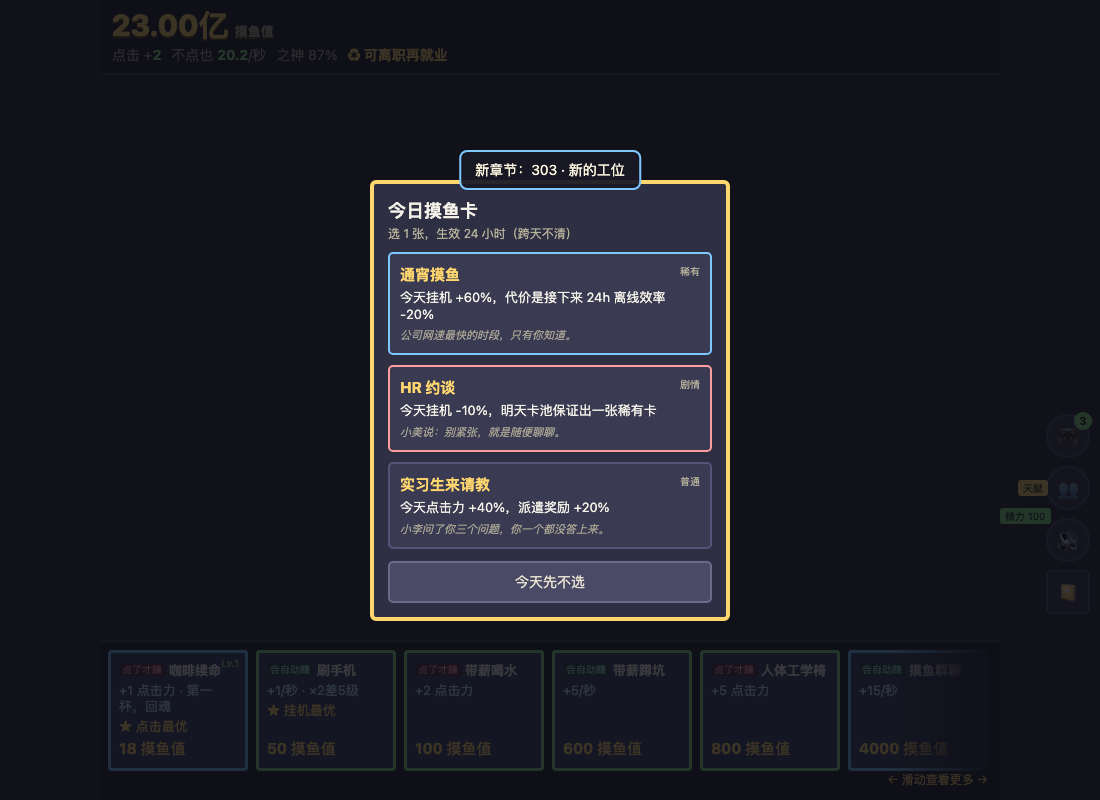 23.00亿 摸鱼值
点击 +2 不点也 20.2/秒 · 之神 87% ♻ 可离职再就业
新章节：303 · 新的工位
今日摸鱼卡
选 1 张，生效 24 小时（跨天不清）
通宵摸鱼 稀有
今天挂机 +60%，代价是接下来 24h 离线效率
-20%
公司网速最快的时段，只有你知道。
HR 约谈 剧情
今天挂机 -10%，明天卡池保证出一张稀有卡
小美说：别紧张，就是随便聊聊。
实习生来请教 普通
今天点击力 +40%，派遣奖励 +20%
小李问了你三个问题，你一个都没答上来。
今天先不选
3
天赋
精力 100
点了才赚 咖啡续命 Lv.1
+1 点击力 · 第一
杯，回魂
★ 点击最优
18 摸鱼值
会自动赚 刷手机
+1/秒 · ×2差5级
★ 挂机最优
50 摸鱼值
点了才赚 带薪喝水
+2 点击力
100 摸鱼值
会自动赚 带薪蹲坑
+5/秒
600 摸鱼值
点了才赚 人体工学椅
+5 点击力
800 摸鱼值
会自动赚 摸鱼群聊
+15/秒
4000 摸鱼值
← 滑动查看更多 →